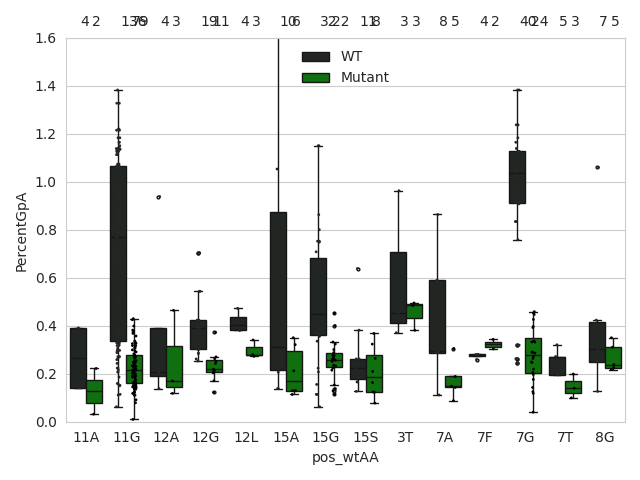 4 2 4 3 19 11 4 3 10 6 32 22 11 8 3 3 8 5 4 2 40 24 5 3 7 5
1.6
WT
Mutant
1.4
1.2
1.0
0.8
0.6
0.4
0.2
0.0
PercentGpA
11A 11G 12A 12G 12L 15A 15G 15S 3T 7A 7F 7G 7T 8G
pos_wtAA